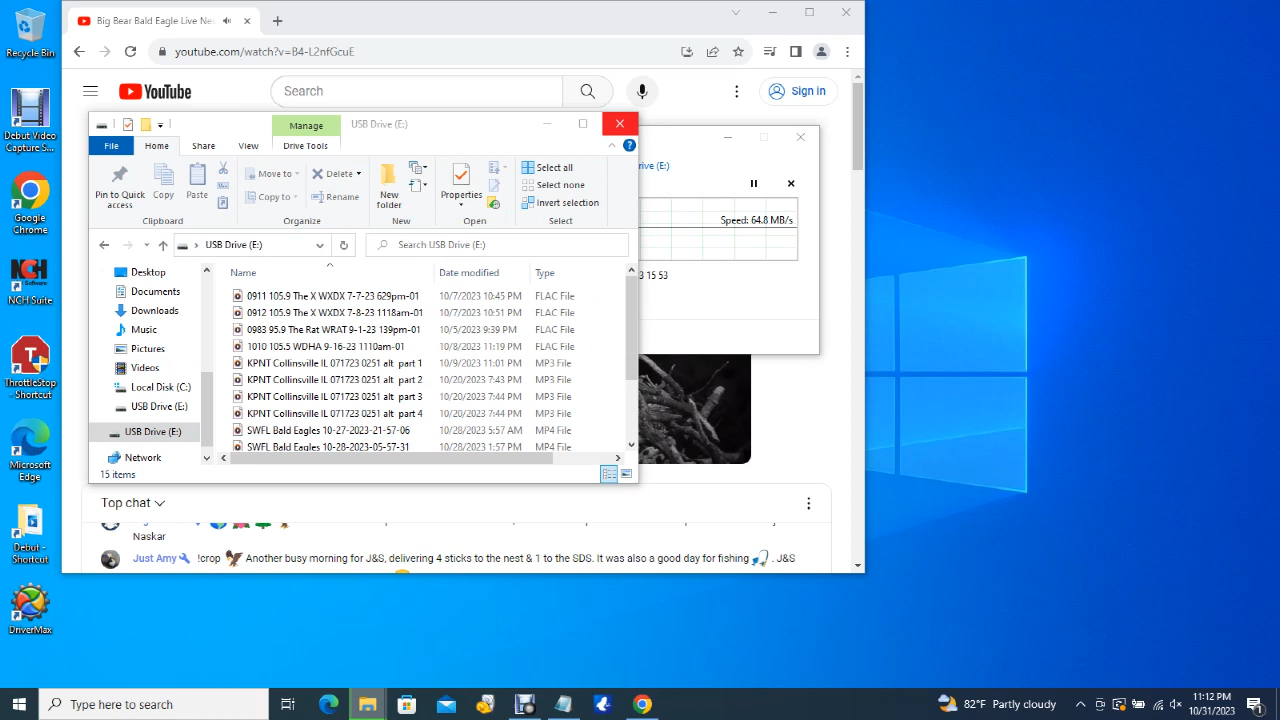 Recycle Bin
Debut Video
Capture S...
Google
Chrome
NCH Suite
ThrottleStop
- Shortcut
Microsoft
Edge
Debut -
Shortcut
DriverMax
Big Bear Bald Eagle Live Nes
youtube.com/watch?v=B4-L2nfGcuE
YouTube
Search
Sign in
Manage
USB Drive (E:)
File
Home
Share
View
Drive Tools
Pin to Quick
access
Copy
Paste
Clipboard
Move to
Copy to
Delete
Rename
Organize
New
folder
New
Properties
Open
Select all
Select none
Invert selection
Select
USB Drive (E:)
Search USB Drive (E:)
Name
Date modified
Type
Desktop
Documents
Downloads
Music
Pictures
Videos
Local Disk (C:)
USB Drive (E:)
USB Drive (E:)
Network
0911 105.9 The X WXDX 7-7-23 629pm-01 10/7/2023 10:45 PM FLAC File
0912 105.9 The X WXDX 7-8-23 1118am-01 10/7/2023 10:51 PM FLAC File
0983 95.9 The Rat WRAT 9-1-23 139pm-01 10/5/2023 9:39 PM FLAC File
1010 105.5 WDHA 9-16-23 1110am-01 10/8/2023 11:19 PM FLAC File
KPNT Collinsville IL 071723 0251 alt part 1 10/9/2023 11:01 PM MP3 File
KPNT Collinsville IL 071723 0251 alt part 2 10/20/2023 7:43 PM MP3 File
KPNT Collinsville IL 071723 0251 alt part 3 10/20/2023 7:44 PM MP3 File
KPNT Collinsville IL 071723 0251 alt part 4 10/20/2023 7:44 PM MP3 File
SWFL Bald Eagles 10-27-2023-21-57-06 10/28/2023 5:57 AM MP4 File
SWFL Bald Eagles 10-28-2023-05-57-31 10/28/2023 1:57 PM MP4 File
15 items
rive (E:)
Speed: 64.8 MB/s
3 15 53
Top chat
Naskar
Just Amy !crop Another busy morning for J&S, delivering 4 sticks to the nest & 1 to the SDS. It was also a good day for fishing . J&S
Type here to search
82°F Partly cloudy
11:12 PM
10/31/2023
1